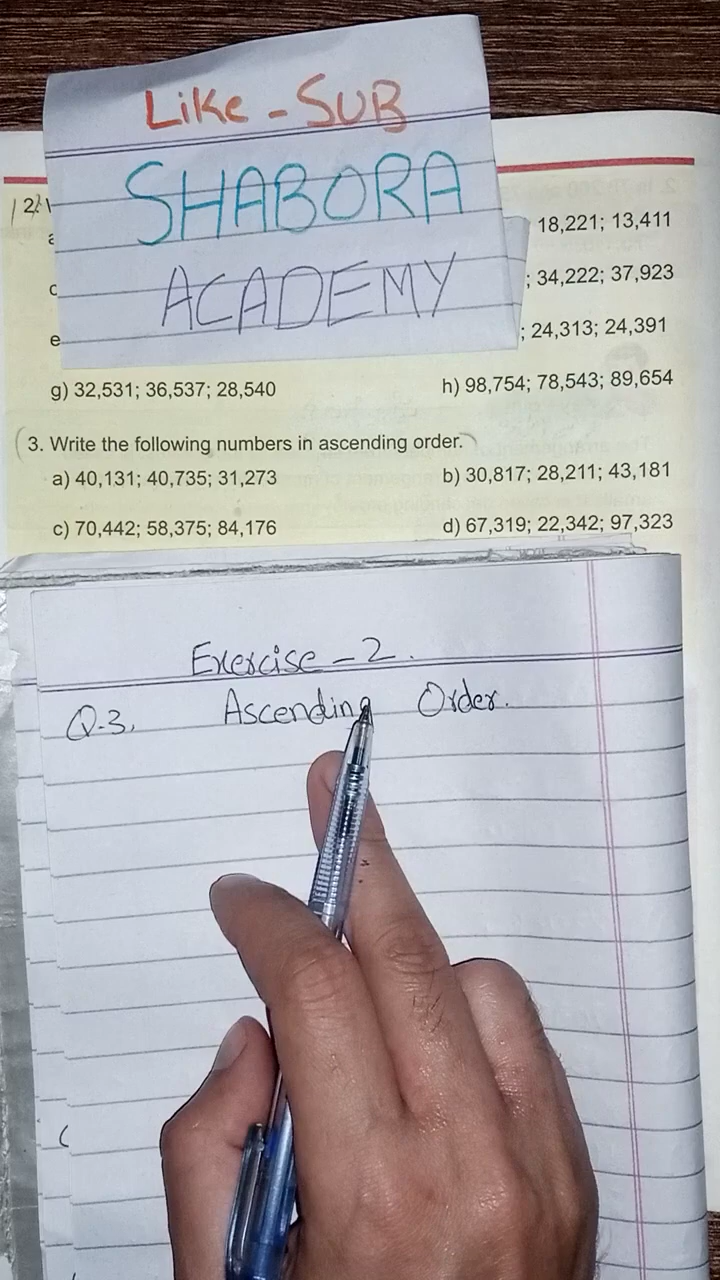 Like - SUB
SHABORA
ACADEMY
2.
18,221; 13,411
; 34,222; 37,923
e
; 24,313; 24,391
g) 32,531; 36,537; 28,540 h) 98,754; 78,543; 89,654
3. Write the following numbers in ascending order.
a) 40,131; 40,735; 31,273 b) 30,817; 28,211; 43,181
c) 70,442; 58,375; 84,176 d) 67,319; 22,342; 97,323
Exercise - 2.
Q.3. Ascending Order.